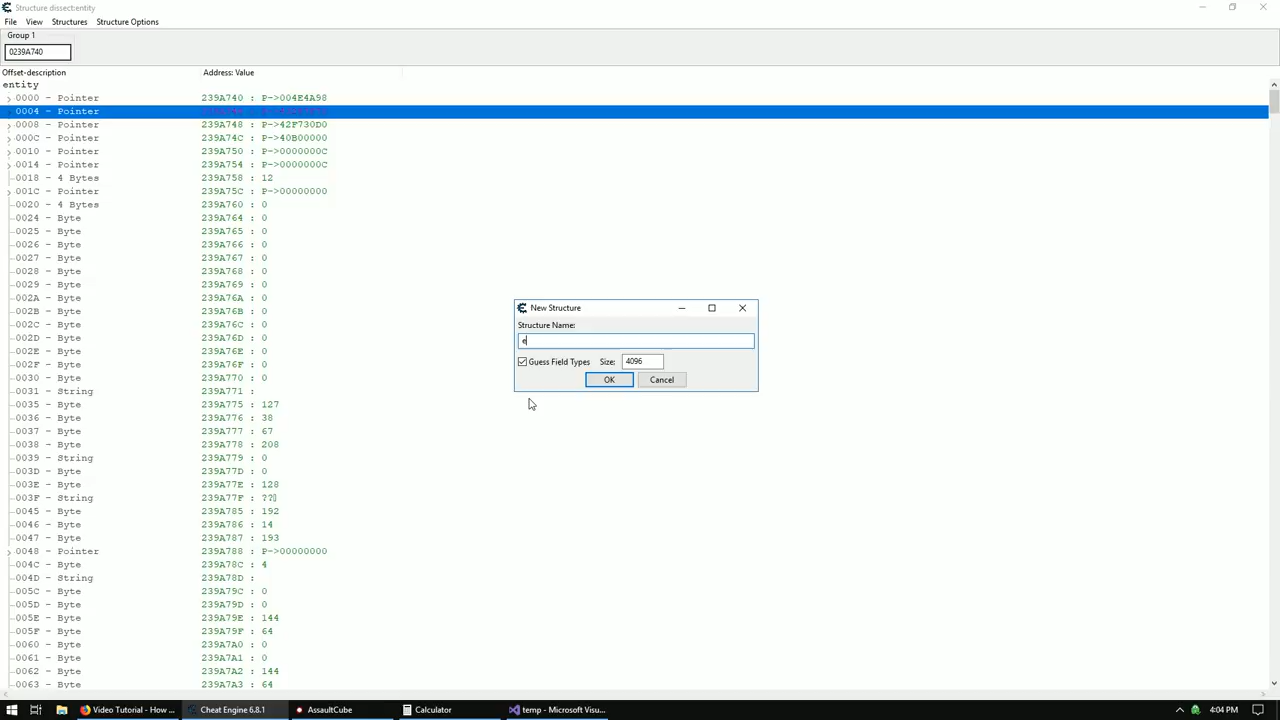 Structure dissect:entity
File View Structures Structure Options
Group 1
0239A740
Offset-description Address: Value
entity
0000 - Pointer 239A740 : P->004E4A98
0004 - Pointer
0008 - Pointer 239A748 : P->42F730D0
000C - Pointer 239A74C : P->40B00000
0010 - Pointer 239A750 : P->0000000C
0014 - Pointer 239A754 : P->0000000C
0018 - 4 Bytes 239A758 : 12
001C - Pointer 239A75C : P->00000000
0020 - 4 Bytes 239A760 : 0
0024 - Byte 239A764 : 0
0025 - Byte 239A765 : 0
0026 - Byte 239A766 : 0
0027 - Byte 239A767 : 0
0028 - Byte 239A768 : 0
0029 - Byte 239A769 : 0
002A - Byte 239A76A : 0
002B - Byte 239A76B : 0
002C - Byte 239A76C : 0
002D - Byte 239A76D : 0
002E - Byte 239A76E : 0
002F - Byte 239A76F : 0
0030 - Byte 239A770 : 0
0031 - String 239A771 :
0035 - Byte 239A775 : 127
0036 - Byte 239A776 : 38
0037 - Byte 239A777 : 67
0038 - Byte 239A778 : 208
0039 - String 239A779 : 0
003D - Byte 239A77D : 0
003E - Byte 239A77E : 128
003F - String 239A77F : ??
0045 - Byte 239A785 : 192
0046 - Byte 239A786 : 14
0047 - Byte 239A787 : 193
0048 - Pointer 239A788 : P->00000000
004C - Byte 239A78C : 4
004D - String 239A78D :
005C - Byte 239A79C : 0
005D - Byte 239A79D : 0
005E - Byte 239A79E : 144
005F - Byte 239A79F : 64
0060 - Byte 239A7A0 : 0
0061 - Byte 239A7A1 : 0
0062 - Byte 239A7A2 : 144
0063 - Byte 239A7A3 : 64
New Structure
Structure Name:
e
Guess Field Types Size: 4096
OK Cancel
Video Tutorial - How ... Cheat Engine 6.8.1 AssaultCube Calculator temp - Microsoft Visu... 4:04 PM